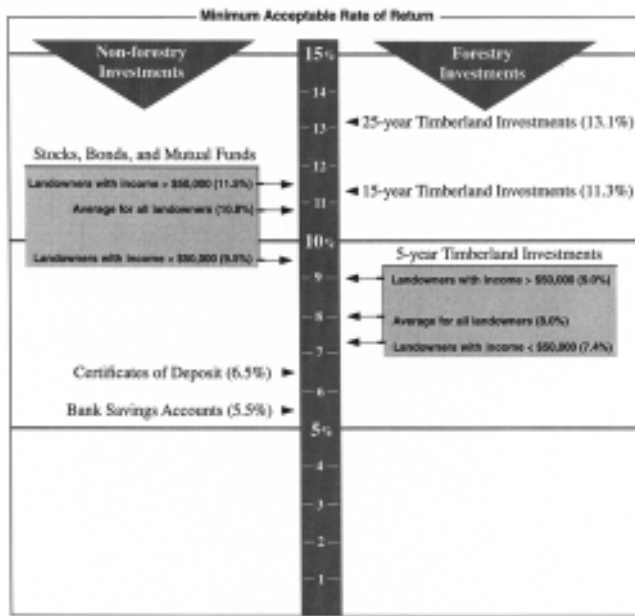 Minimum Acceptable Rate of Return
Non-forestry
Investments
15%
Forestry
Investments
14
13
25-year Timberland Investments (13.1%)
Stocks, Bonds, and Mutual Funds
12
Landowners with income > $50,000 (11.5%)
15-year Timberland Investments (11.3%)
Average for all landowners (10.8%)
11
10%
Landowners with income < $50,000 (9.5%)
5-year Timberland Investments
9
Landowners with income > $50,000 (9.0%)
8
Average for all landowners (8.0%)
7
Landowners with income < $50,000 (7.4%)
Certificates of Deposit (6.5%)
6
Bank Savings Accounts (5.5%)
5%
4
3
2
1